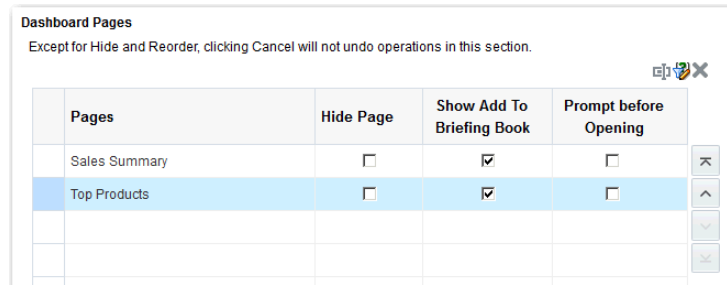 Dashboard Pages
Except for Hide and Reorder, clicking Cancel will not undo operations in this section.
Pages
Hide Page
Show Add To
Briefing Book
Prompt before
Opening
Sales Summary
Top Products